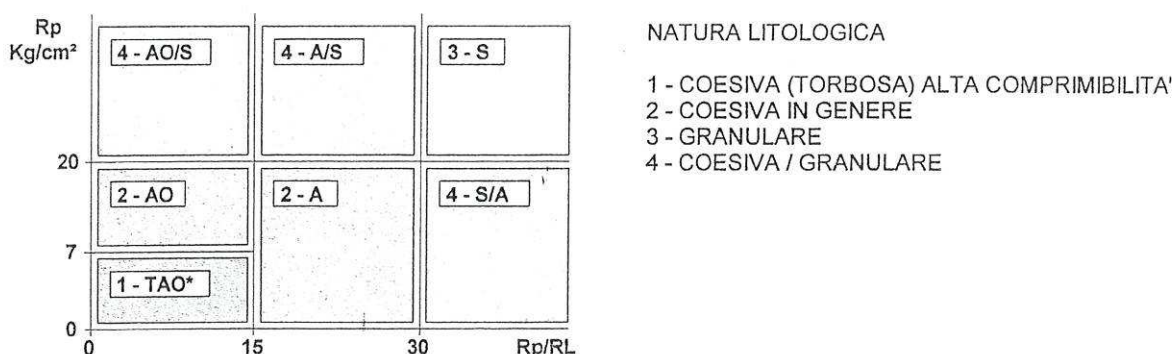 Rp
Kg/cm²
4 - AO/S
4 - A/S
3 - S
20
2 - AO
2 - A
4 - S/A
7
1 - TAO*
0
0
15
30
Rp/RL
NATURA LITOLOGICA
1 - COESIVA (TORBOSA) ALTA COMPRIMIBILITA'
2 - COESIVA IN GENERE
3 - GRANULARE
4 - COESIVA / GRANULARE